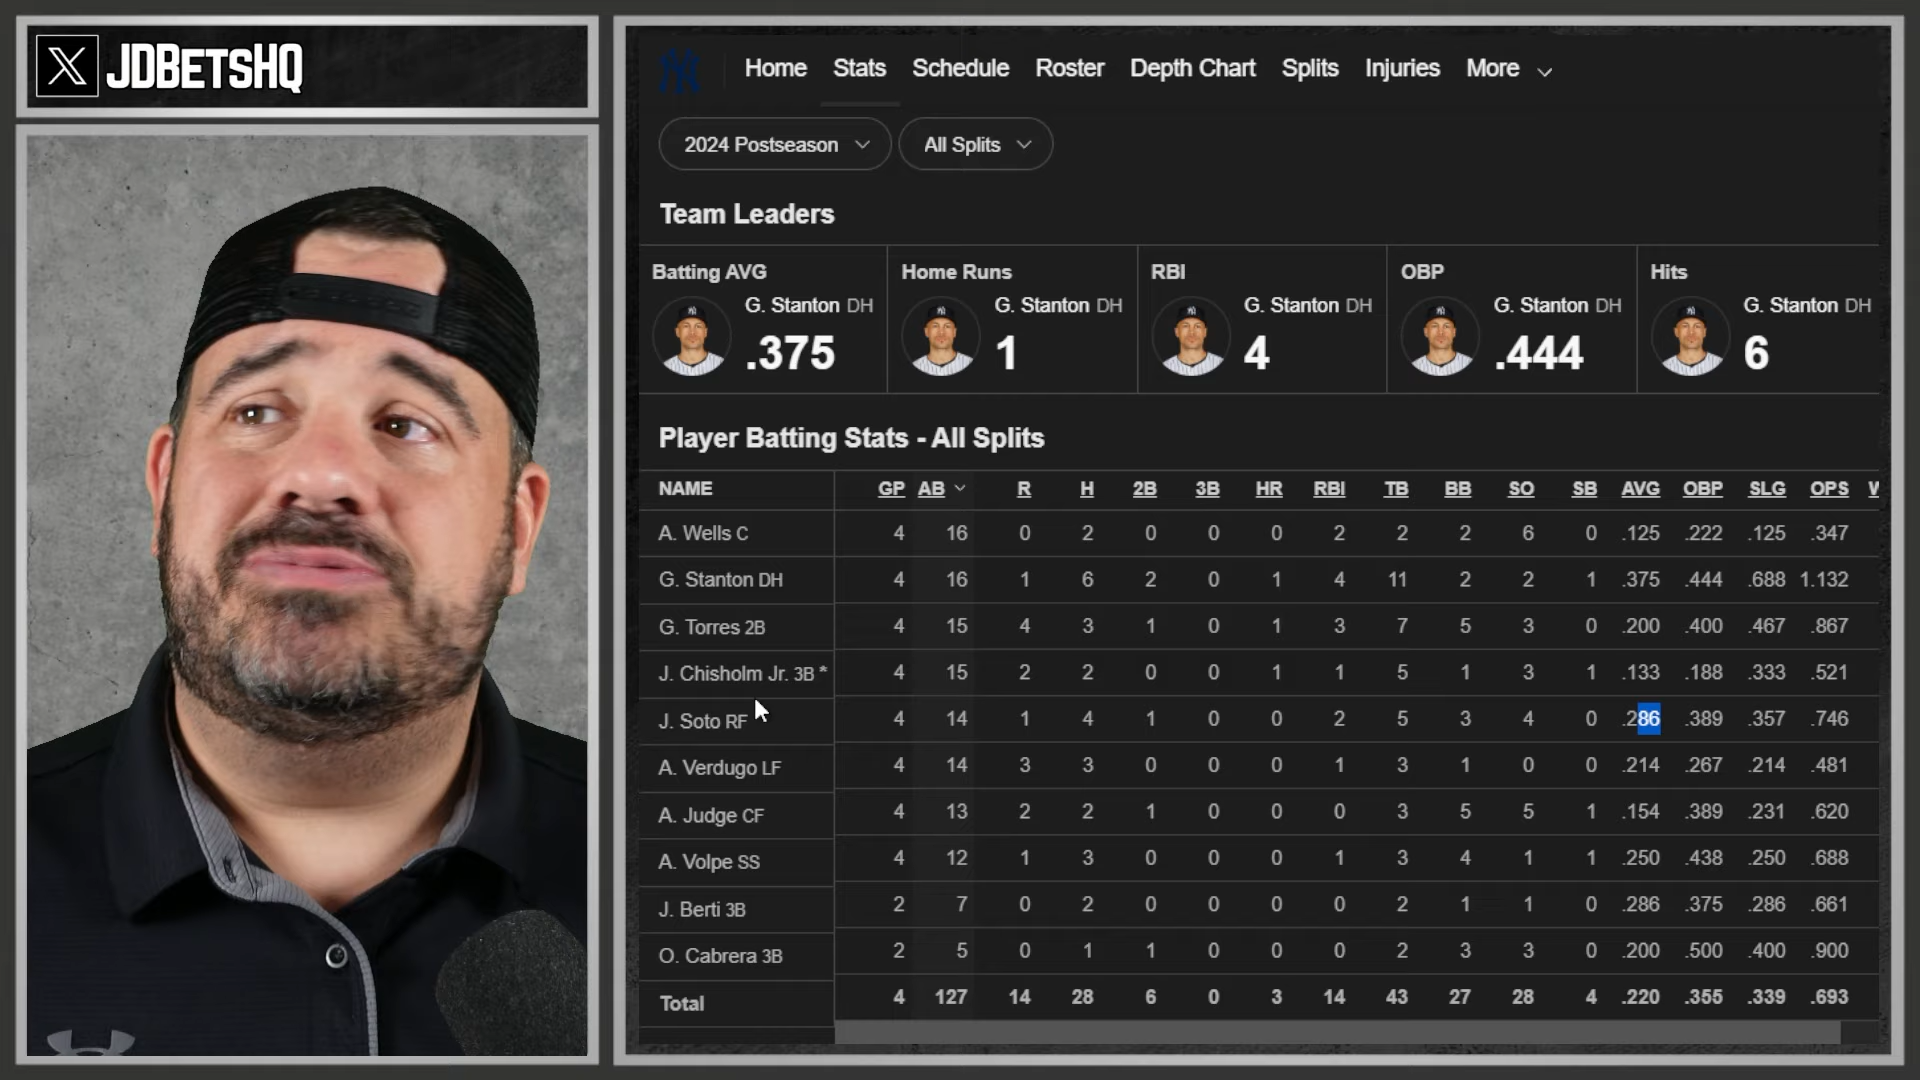 X JDBetsHQ
Home Stats Schedule Roster Depth Chart Splits Injuries More
2024 Postseason All Splits
Team Leaders
Batting AVG Home Runs RBI OBP Hits
G. Stanton DH G. Stanton DH G. Stanton DH G. Stanton DH G. Stanton DH
.375 1 4 .444 6
Player Batting Stats - All Splits
NAME GP AB R H 2B 3B HR RBI TB BB SO SB AVG OBP SLG OPS
A. Wells C 4 16 0 2 0 0 0 2 2 2 6 0 .125 .222 .125 .347
G. Stanton DH 4 16 1 6 2 0 1 4 11 2 2 1 .375 .444 .688 1.132
G. Torres 2B 4 15 4 3 1 0 1 3 7 5 3 0 .200 .400 .467 .867
J. Chisholm Jr. 3B * 4 15 2 2 0 0 1 1 5 1 3 1 .133 .188 .333 .521
J. Soto RF 4 14 1 4 1 0 0 2 5 3 4 0 .286 .389 .357 .746
A. Verdugo LF 4 14 3 3 0 0 0 1 3 1 0 0 .214 .267 .214 .481
A. Judge CF 4 13 2 2 1 0 0 0 3 5 5 1 .154 .389 .231 .620
A. Volpe SS 4 12 1 3 0 0 0 1 3 4 1 1 .250 .438 .250 .688
J. Berti 3B 2 7 0 2 0 0 0 0 2 1 1 0 .286 .375 .286 .661
O. Cabrera 3B 2 5 0 1 1 0 0 0 2 3 3 0 .200 .500 .400 .900
Total 4 127 14 28 6 0 3 14 43 27 28 4 .220 .355 .339 .693